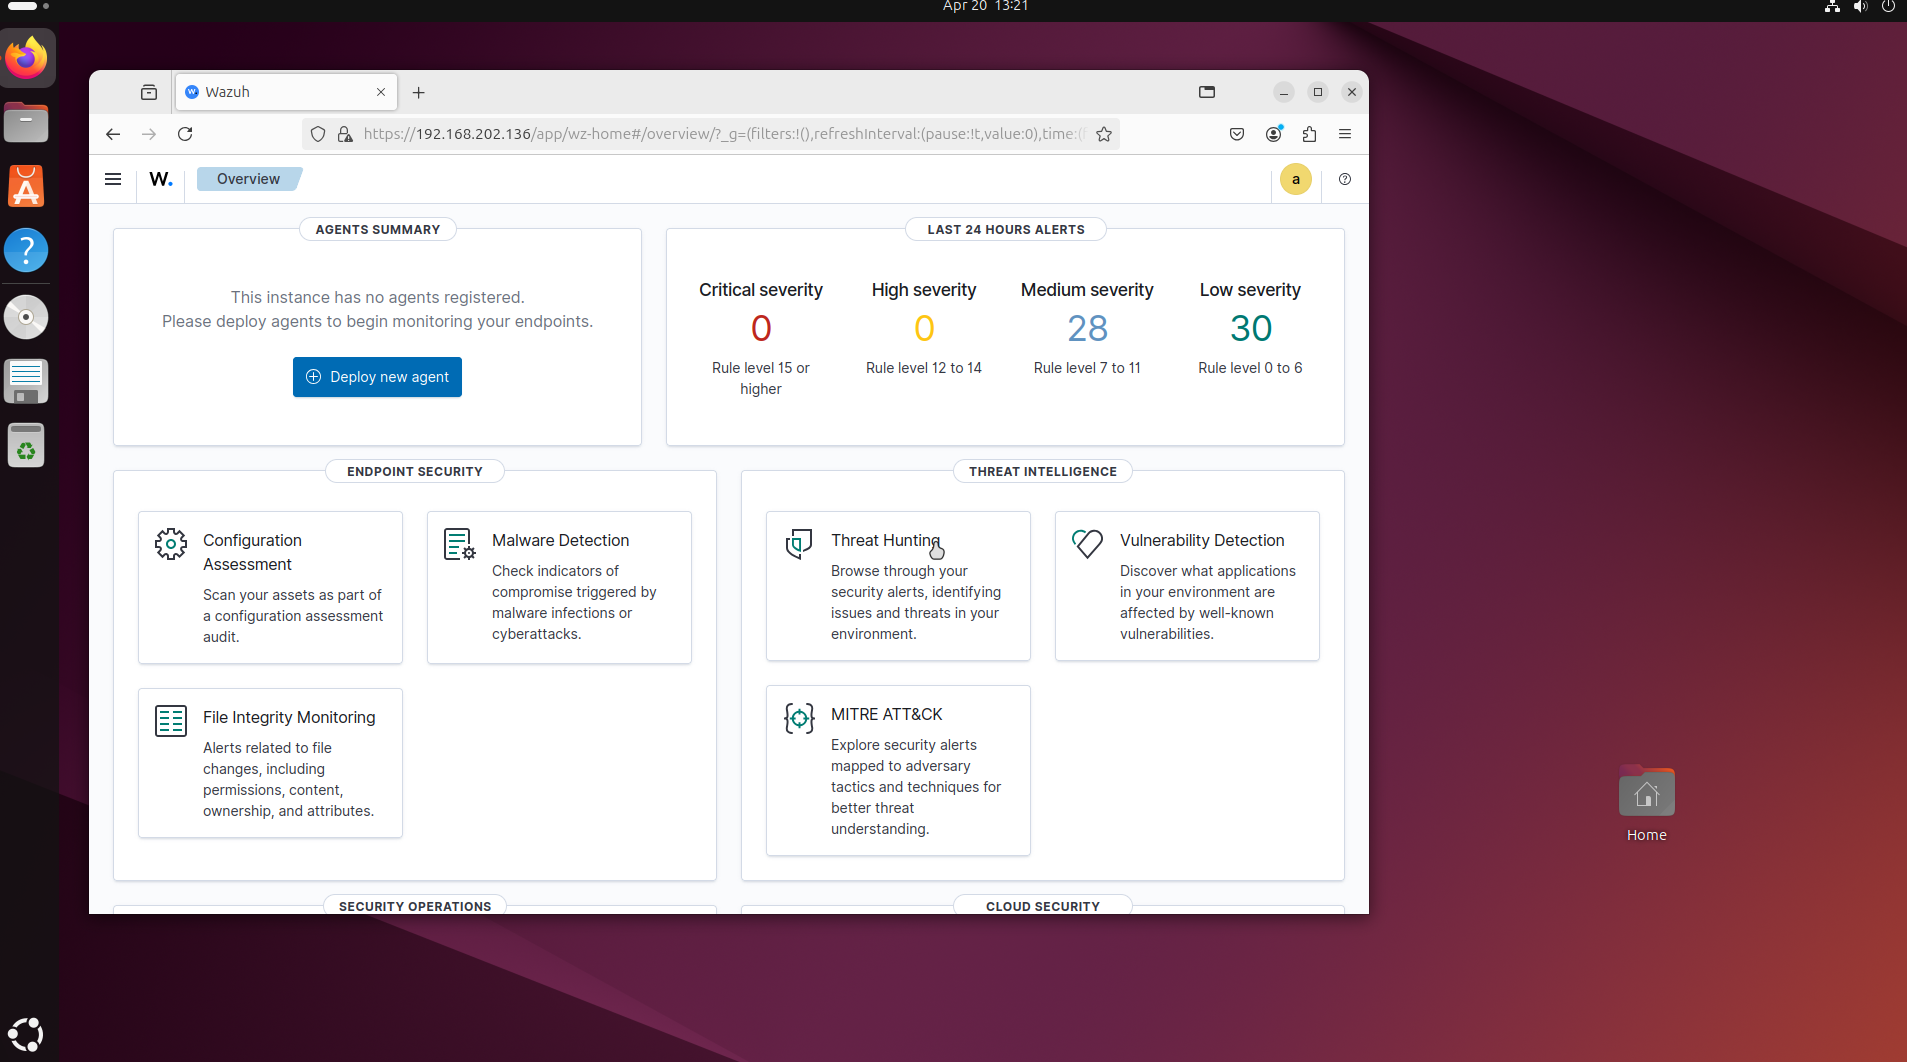 Apr 20 13:21
Wazuh
https://192.168.202.136/app/wz-home#/overview/?_g=(filters:!(),refreshInterval:(pause:!t,value:0),time:(
W.
Overview
a
AGENTS SUMMARY
This instance has no agents registered.
Please deploy agents to begin monitoring your endpoints.
Deploy new agent
LAST 24 HOURS ALERTS
Critical severity
0
Rule level 15 or
higher
High severity
0
Rule level 12 to 14
Medium severity
28
Rule level 7 to 11
Low severity
30
Rule level 0 to 6
ENDPOINT SECURITY
Configuration
Assessment
Scan your assets as part of
a configuration assessment
audit.
Malware Detection
Check indicators of
compromise triggered by
malware infections or
cyberattacks.
File Integrity Monitoring
Alerts related to file
changes, including
permissions, content,
ownership, and attributes.
THREAT INTELLIGENCE
Threat Hunting
Browse through your
security alerts, identifying
issues and threats in your
environment.
Vulnerability Detection
Discover what applications
in your environment are
affected by well-known
vulnerabilities.
MITRE ATT&CK
Explore security alerts
mapped to adversary
tactics and techniques for
better threat
understanding.
SECURITY OPERATIONS
CLOUD SECURITY
Home